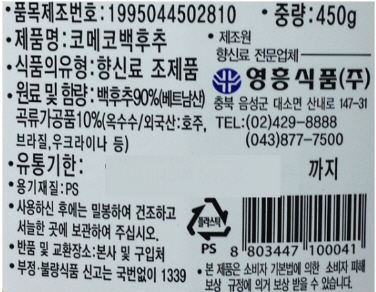 •품목제조번호:1995044502810 •중량:450g
•제품명:코메코백후추
•제조원
향신료 전문업체
•식품의유형:향신료 조제품
영흥식품(주)
•원료 및 함량:백후추90%(베트남산)
충북 음성군 대소면 산내로 147-31
곡류가공품10%(옥수수/외국산:호주,
TEL:(02)429-8888
브라질,우크라이나 등)
(043)877-7500
•유통기한: 까지
•용기재질:PS
•사용하신 후에는 밀봉하여 건조하고
서늘한 곳에 보관하여 주십시오.
플라스틱
PS
8 803447 100041
•반품 및 교환장소:본사 및 구입처
•부정·불량식품 신고는 국번없이 1339
•본 제품은 소비자 기본법에 의한 소비자 피해
보상 규정에 의거 보상 받을 수 있습니다.